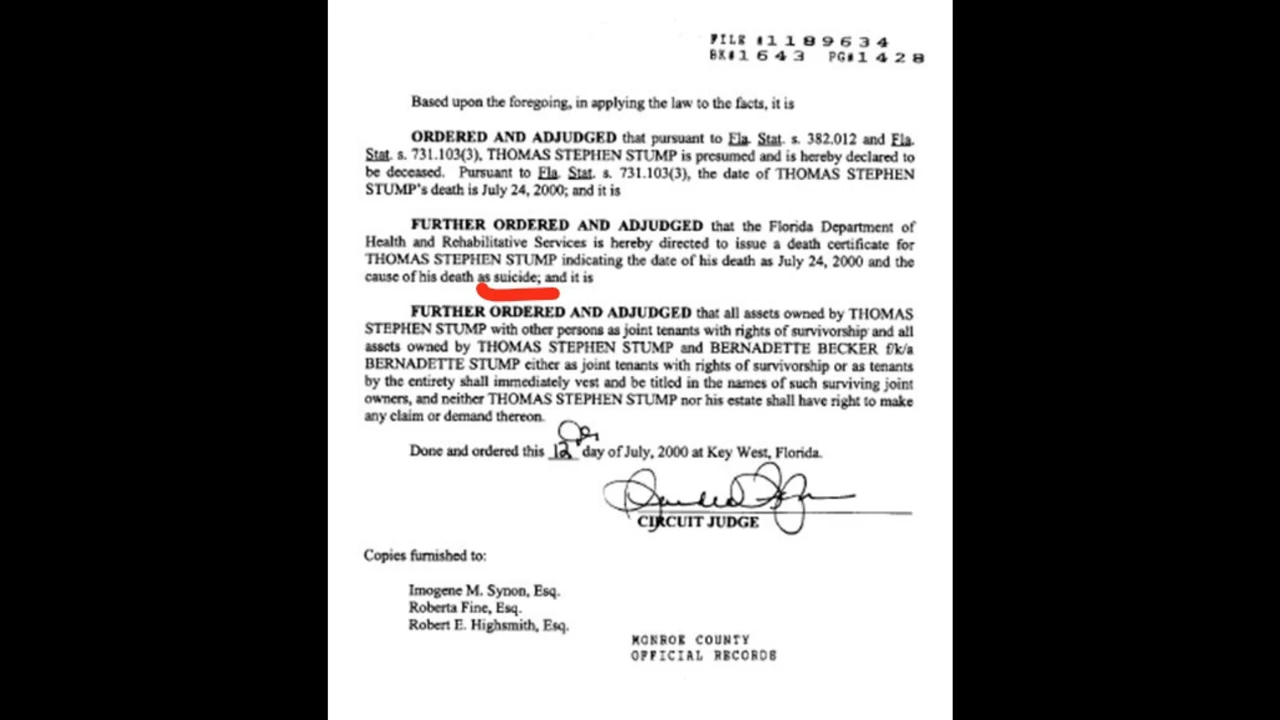 FILE #1189634
BK#1643 PG#1428
Based upon the foregoing, in applying the law to the facts, it is
ORDERED AND ADJUDGED that pursuant to Fla. Stat. s. 382.012 and Fla.
Stat. s. 731.103(3), THOMAS STEPHEN STUMP is presumed and is hereby declared to
be deceased. Pursuant to Fla. Stat. s. 731.103(3), the date of THOMAS STEPHEN
STUMP's death is July 24, 2000; and it is
FURTHER ORDERED AND ADJUDGED that the Florida Department of
Health and Rehabilitative Services is hereby directed to issue a death certificate for
THOMAS STEPHEN STUMP indicating the date of his death as July 24, 2000 and the
cause of his death as suicide; and it is
FURTHER ORDERED AND ADJUDGED that all assets owned by THOMAS
STEPHEN STUMP with other persons as joint tenants with rights of survivorship and all
assets owned by THOMAS STEPHEN STUMP and BERNADETTE BECKER f/k/a
BERNADETTE STUMP either as joint tenants with rights of survivorship or as tenants
by the entirety shall immediately vest and be titled in the names of such surviving joint
owners, and neither THOMAS STEPHEN STUMP nor his estate shall have right to make
any claim or demand thereon.
Done and ordered this 12 day of July, 2000 at Key West, Florida.
CIRCUIT JUDGE
Copies furnished to:
Imogene M. Synon, Esq.
Roberta Fine, Esq.
Robert E. Highsmith, Esq.
MONROE COUNTY
OFFICIAL RECORDS